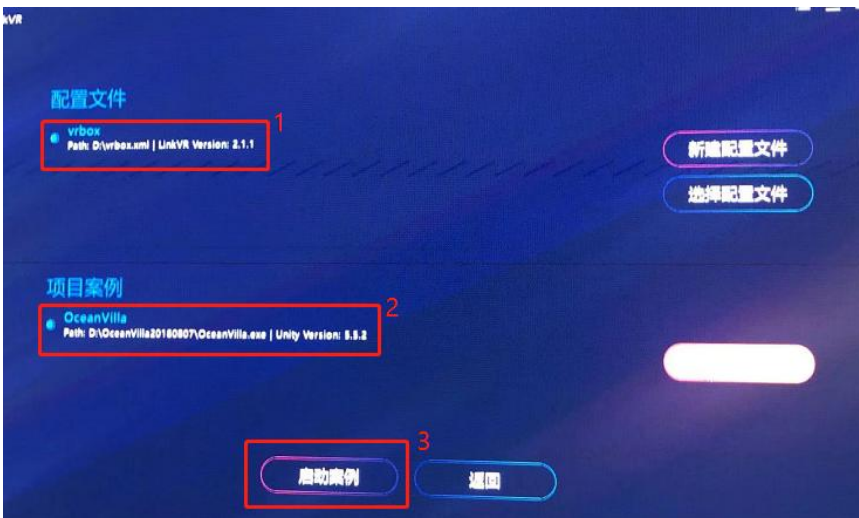 kVR
配置文件
1
vrbox
Path: D:\vrbox.xml | LinkVR Version: 2.1.1
新建配置文件
选择配置文件
项目案例
2
OceanVilla
Path: D:\OceanVilla20180807\OceanVilla.exe | Unity Version: 5.5.2
3
启动案例
返回